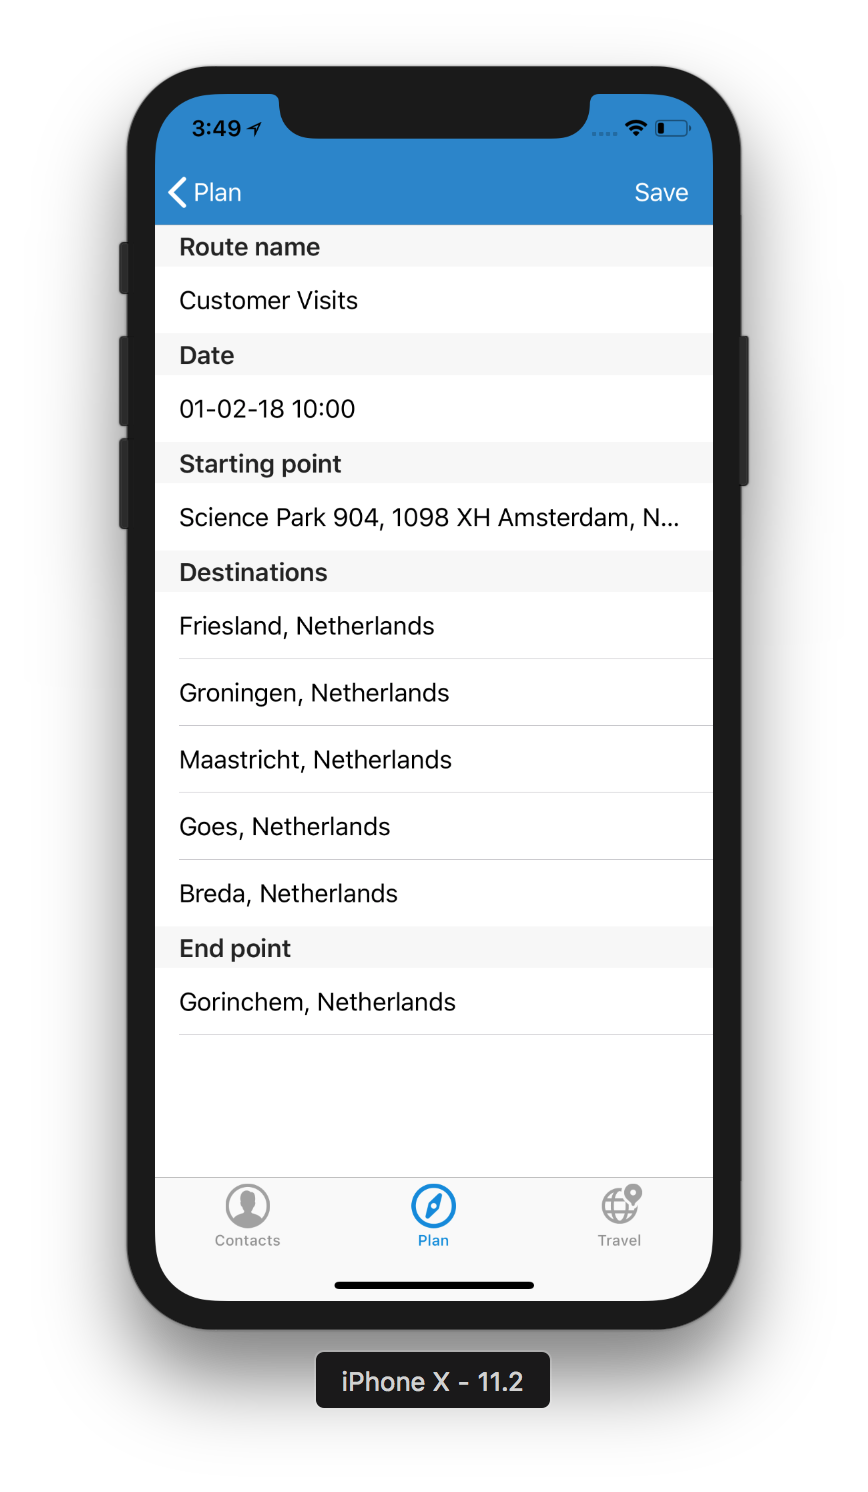 3:49
Plan
Save
Route name
Customer Visits
Date
01-02-18 10:00
Starting point
Science Park 904, 1098 XH Amsterdam, N...
Destinations
Friesland, Netherlands
Groningen, Netherlands
Maastricht, Netherlands
Goes, Netherlands
Breda, Netherlands
End point
Gorinchem, Netherlands
Contacts
Plan
Travel
iPhone X - 11.2